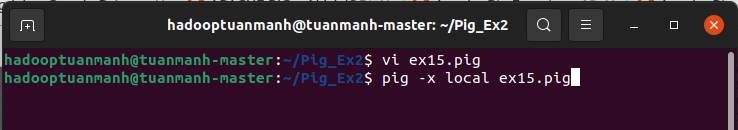 hadooptuanmanh@tuanmanh-master: ~/Pig_Ex2
hadooptuanmanh@tuanmanh-master:~/Pig_Ex2$ vi ex15.pig
hadooptuanmanh@tuanmanh-master:~/Pig_Ex2$ pig -x local ex15.pig